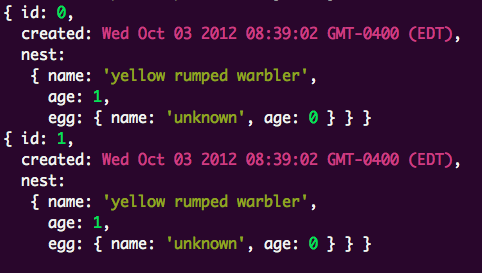 { id: 0,
  created: Wed Oct 03 2012 08:39:02 GMT-0400 (EDT),
  nest:
   { name: 'yellow rumped warbler',
     age: 1,
     egg: { name: 'unknown', age: 0 } } }
{ id: 1,
  created: Wed Oct 03 2012 08:39:02 GMT-0400 (EDT),
  nest:
   { name: 'yellow rumped warbler',
     age: 1,
     egg: { name: 'unknown', age: 0 } } }